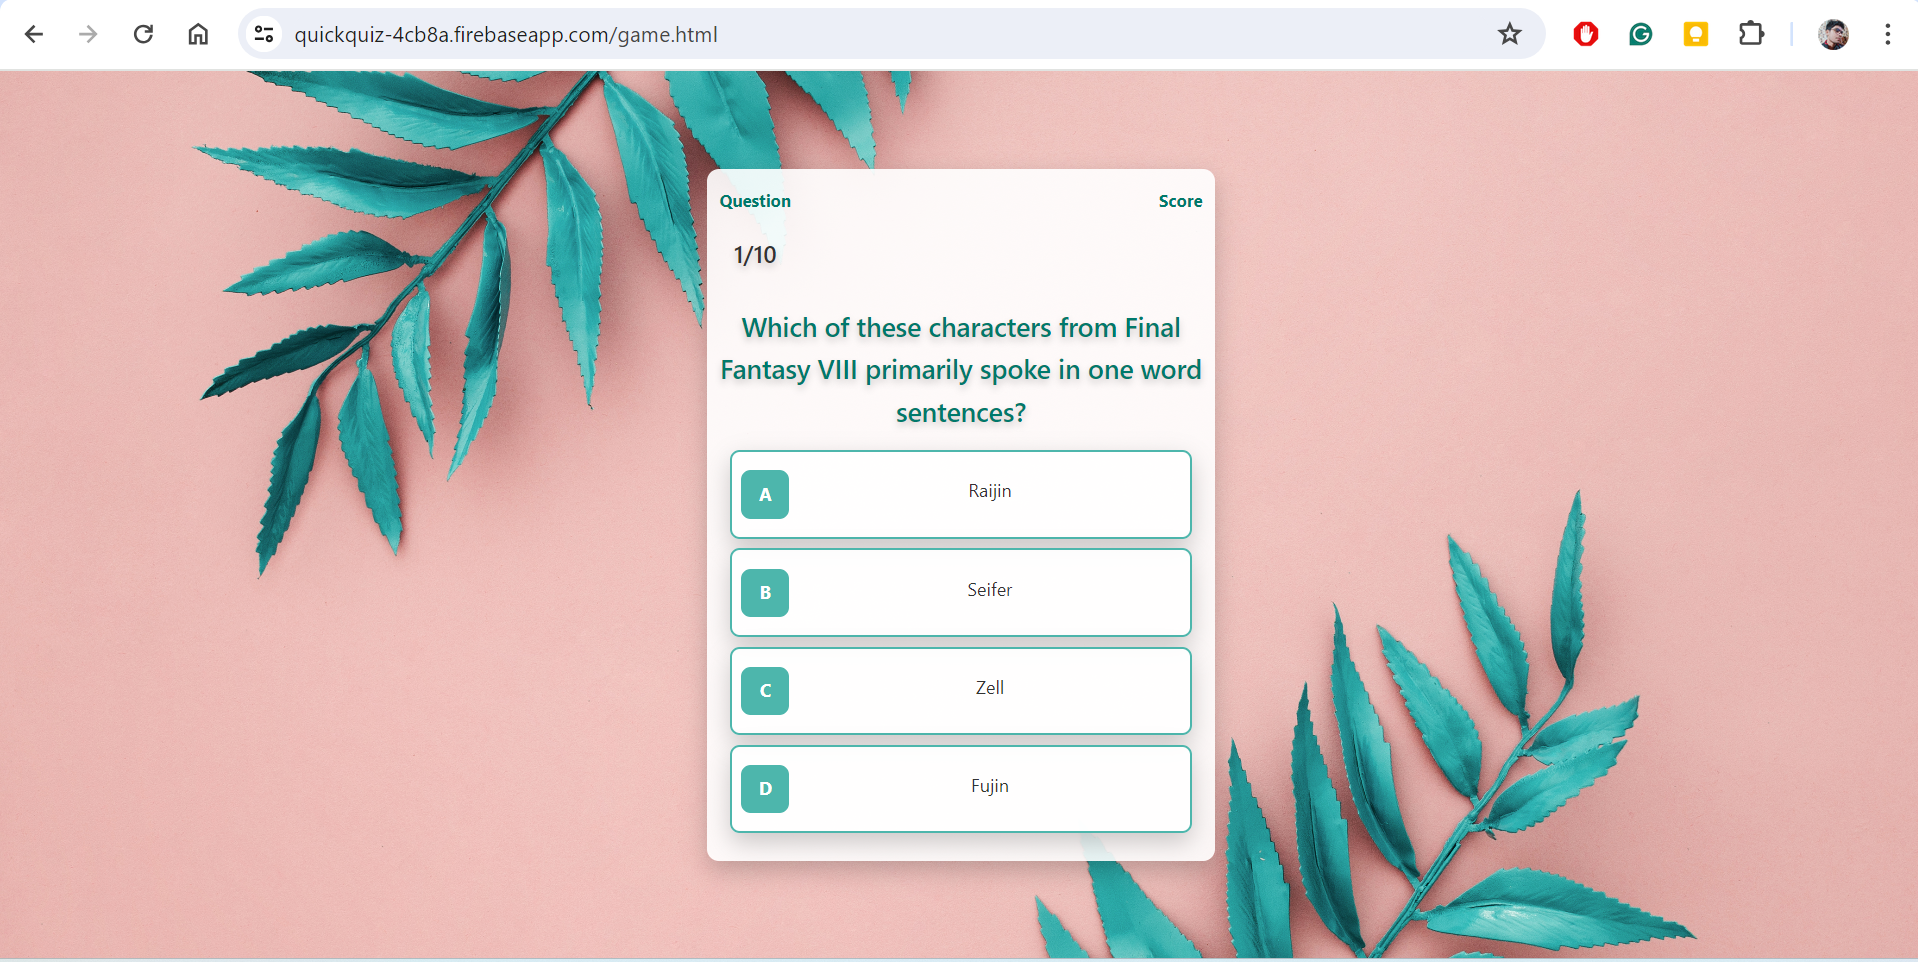 quickquiz-4cb8a.firebaseapp.com/game.html
Question
Score
1/10
Which of these characters from Final
Fantasy VIII primarily spoke in one word
sentences?
A
Raijin
B
Seifer
C
Zell
D
Fujin